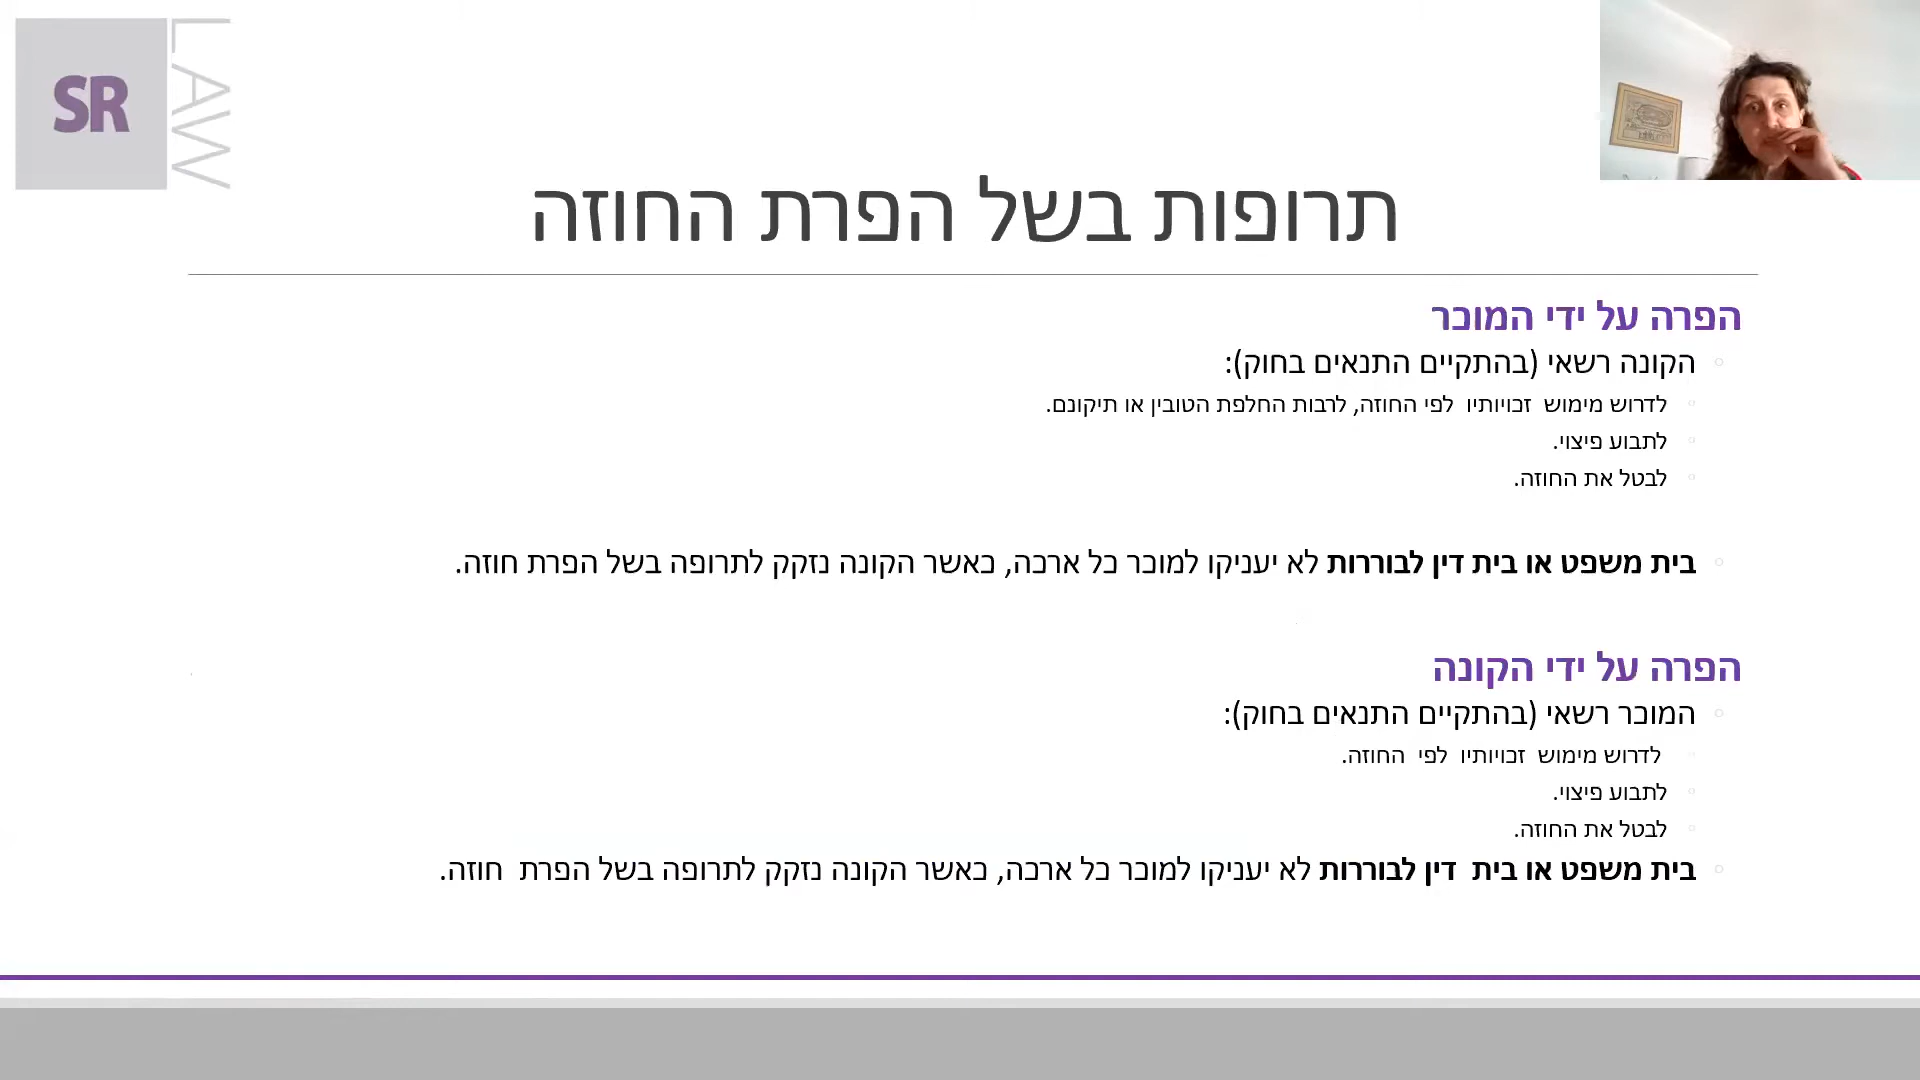 SR
LAW
תרופות בשל הפרת החוזה
הפרה על ידי המוכר
הקונה רשאי (בהתקיים התנאים בחוק):
לדרוש מימוש זכויותיו לפי החוזה, לרבות החלפת הטובין או תיקונם.
לתבוע פיצוי.
לבטל את החוזה.
בית משפט או בית דין לבוררות לא יעניקו למוכר כל ארכה, כאשר הקונה נזקק לתרופה בשל הפרת חוזה.
הפרה על ידי הקונה
המוכר רשאי (בהתקיים התנאים בחוק):
לדרוש מימוש זכויותיו לפי החוזה.
לתבוע פיצוי.
לבטל את החוזה.
בית משפט או בית דין לבוררות לא יעניקו למוכר כל ארכה, כאשר הקונה נזקק לתרופה בשל הפרת חוזה.